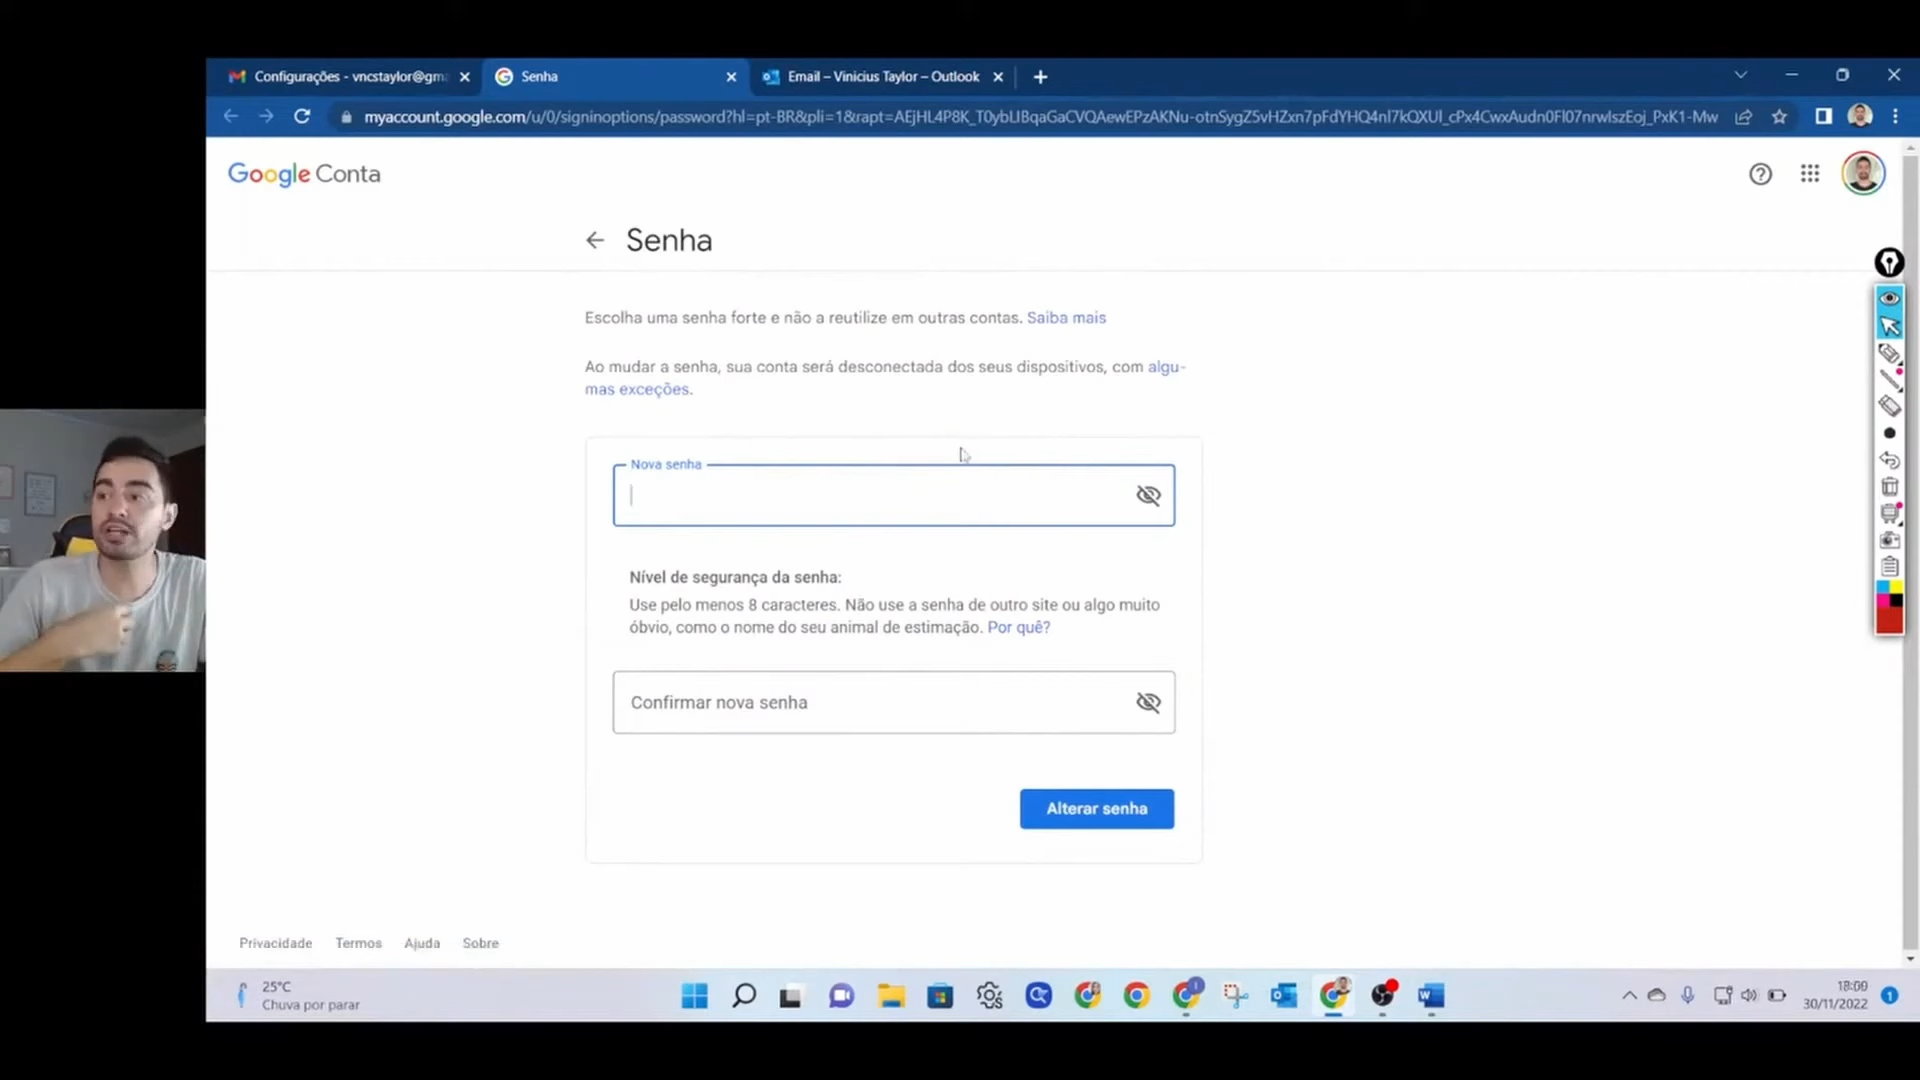 Configurações - vncstaylor@gm
Senha
Email – Vinicius Taylor – Outlook
myaccount.google.com/u/0/signinoptions/password?hl=pt-BR&pli=1&rapt=
Google Conta
Senha
Escolha uma senha forte e não a reutilize em outras contas. Saiba mais
Ao mudar a senha, sua conta será desconectada dos seus dispositivos, com algu-
mas exceções.
Nova senha
Nível de segurança da senha:
Use pelo menos 8 caracteres. Não use a senha de outro site ou algo muito
óbvio, como o nome do seu animal de estimação. Por quê?
Confirmar nova senha
Alterar senha
Privacidade Termos Ajuda Sobre
25°C
Chuva por parar
30/11/2022
1